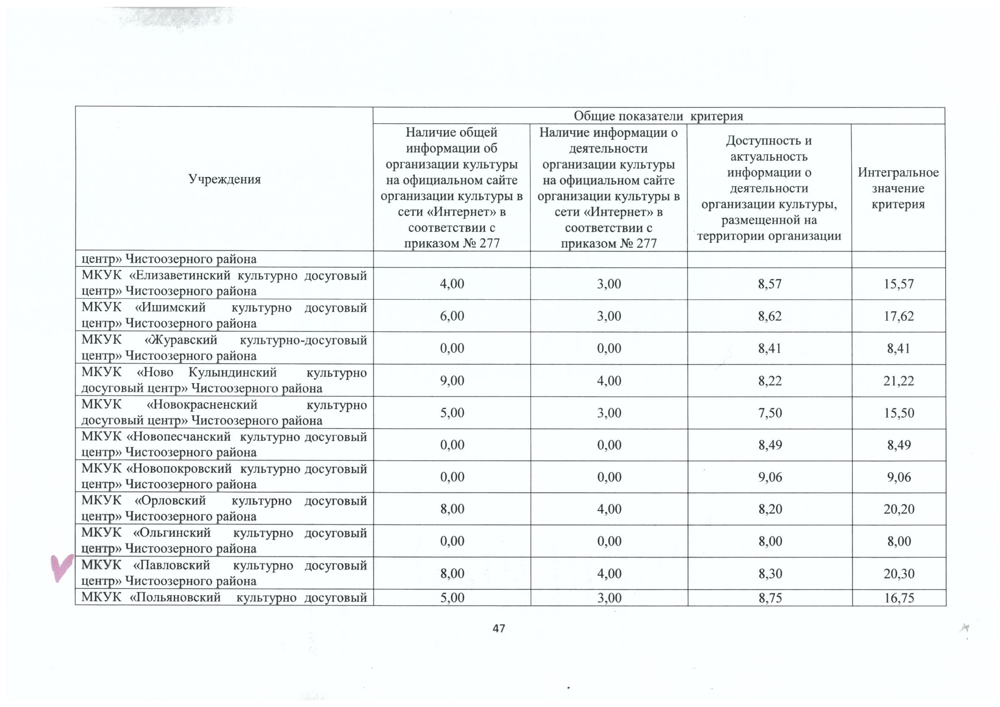 Учреждения
Общие показатели критерия
Наличие общей
информации об
организации культуры
на официальном сайте
организации культуры в
сети «Интернет» в
соответствии с
приказом № 277
Наличие информации о
деятельности
организации культуры
на официальном сайте
организации культуры в
сети «Интернет» в
соответствии с
приказом № 277
Доступность и
актуальность
информации о
деятельности
организации культуры,
размещенной на
территории организации
Интегральное
значение
критерия
центр» Чистоозерного района
МКУК «Елизаветинский культурно досуговый
центр» Чистоозерного района
4,00 3,00 8,57 15,57
МКУК «Ишимский культурно досуговый
центр» Чистоозерного района
6,00 3,00 8,62 17,62
МКУК «Журавский культурно-досуговый
центр» Чистоозерного района
0,00 0,00 8,41 8,41
МКУК «Ново Кулындинский культурно
досуговый центр» Чистоозерного района
9,00 4,00 8,22 21,22
МКУК «Новокрасненский культурно
досуговый центр» Чистоозерного района
5,00 3,00 7,50 15,50
МКУК «Новопесчанский культурно досуговый
центр» Чистоозерного района
0,00 0,00 8,49 8,49
МКУК «Новопокровский культурно досуговый
центр» Чистоозерного района
0,00 0,00 9,06 9,06
МКУК «Орловский культурно досуговый
центр» Чистоозерного района
8,00 4,00 8,20 20,20
МКУК «Ольгинский культурно досуговый
центр» Чистоозерного района
0,00 0,00 8,00 8,00
МКУК «Павловский культурно досуговый
центр» Чистоозерного района
8,00 4,00 8,30 20,30
МКУК «Польяновский культурно досуговый
5,00 3,00 8,75 16,75
47